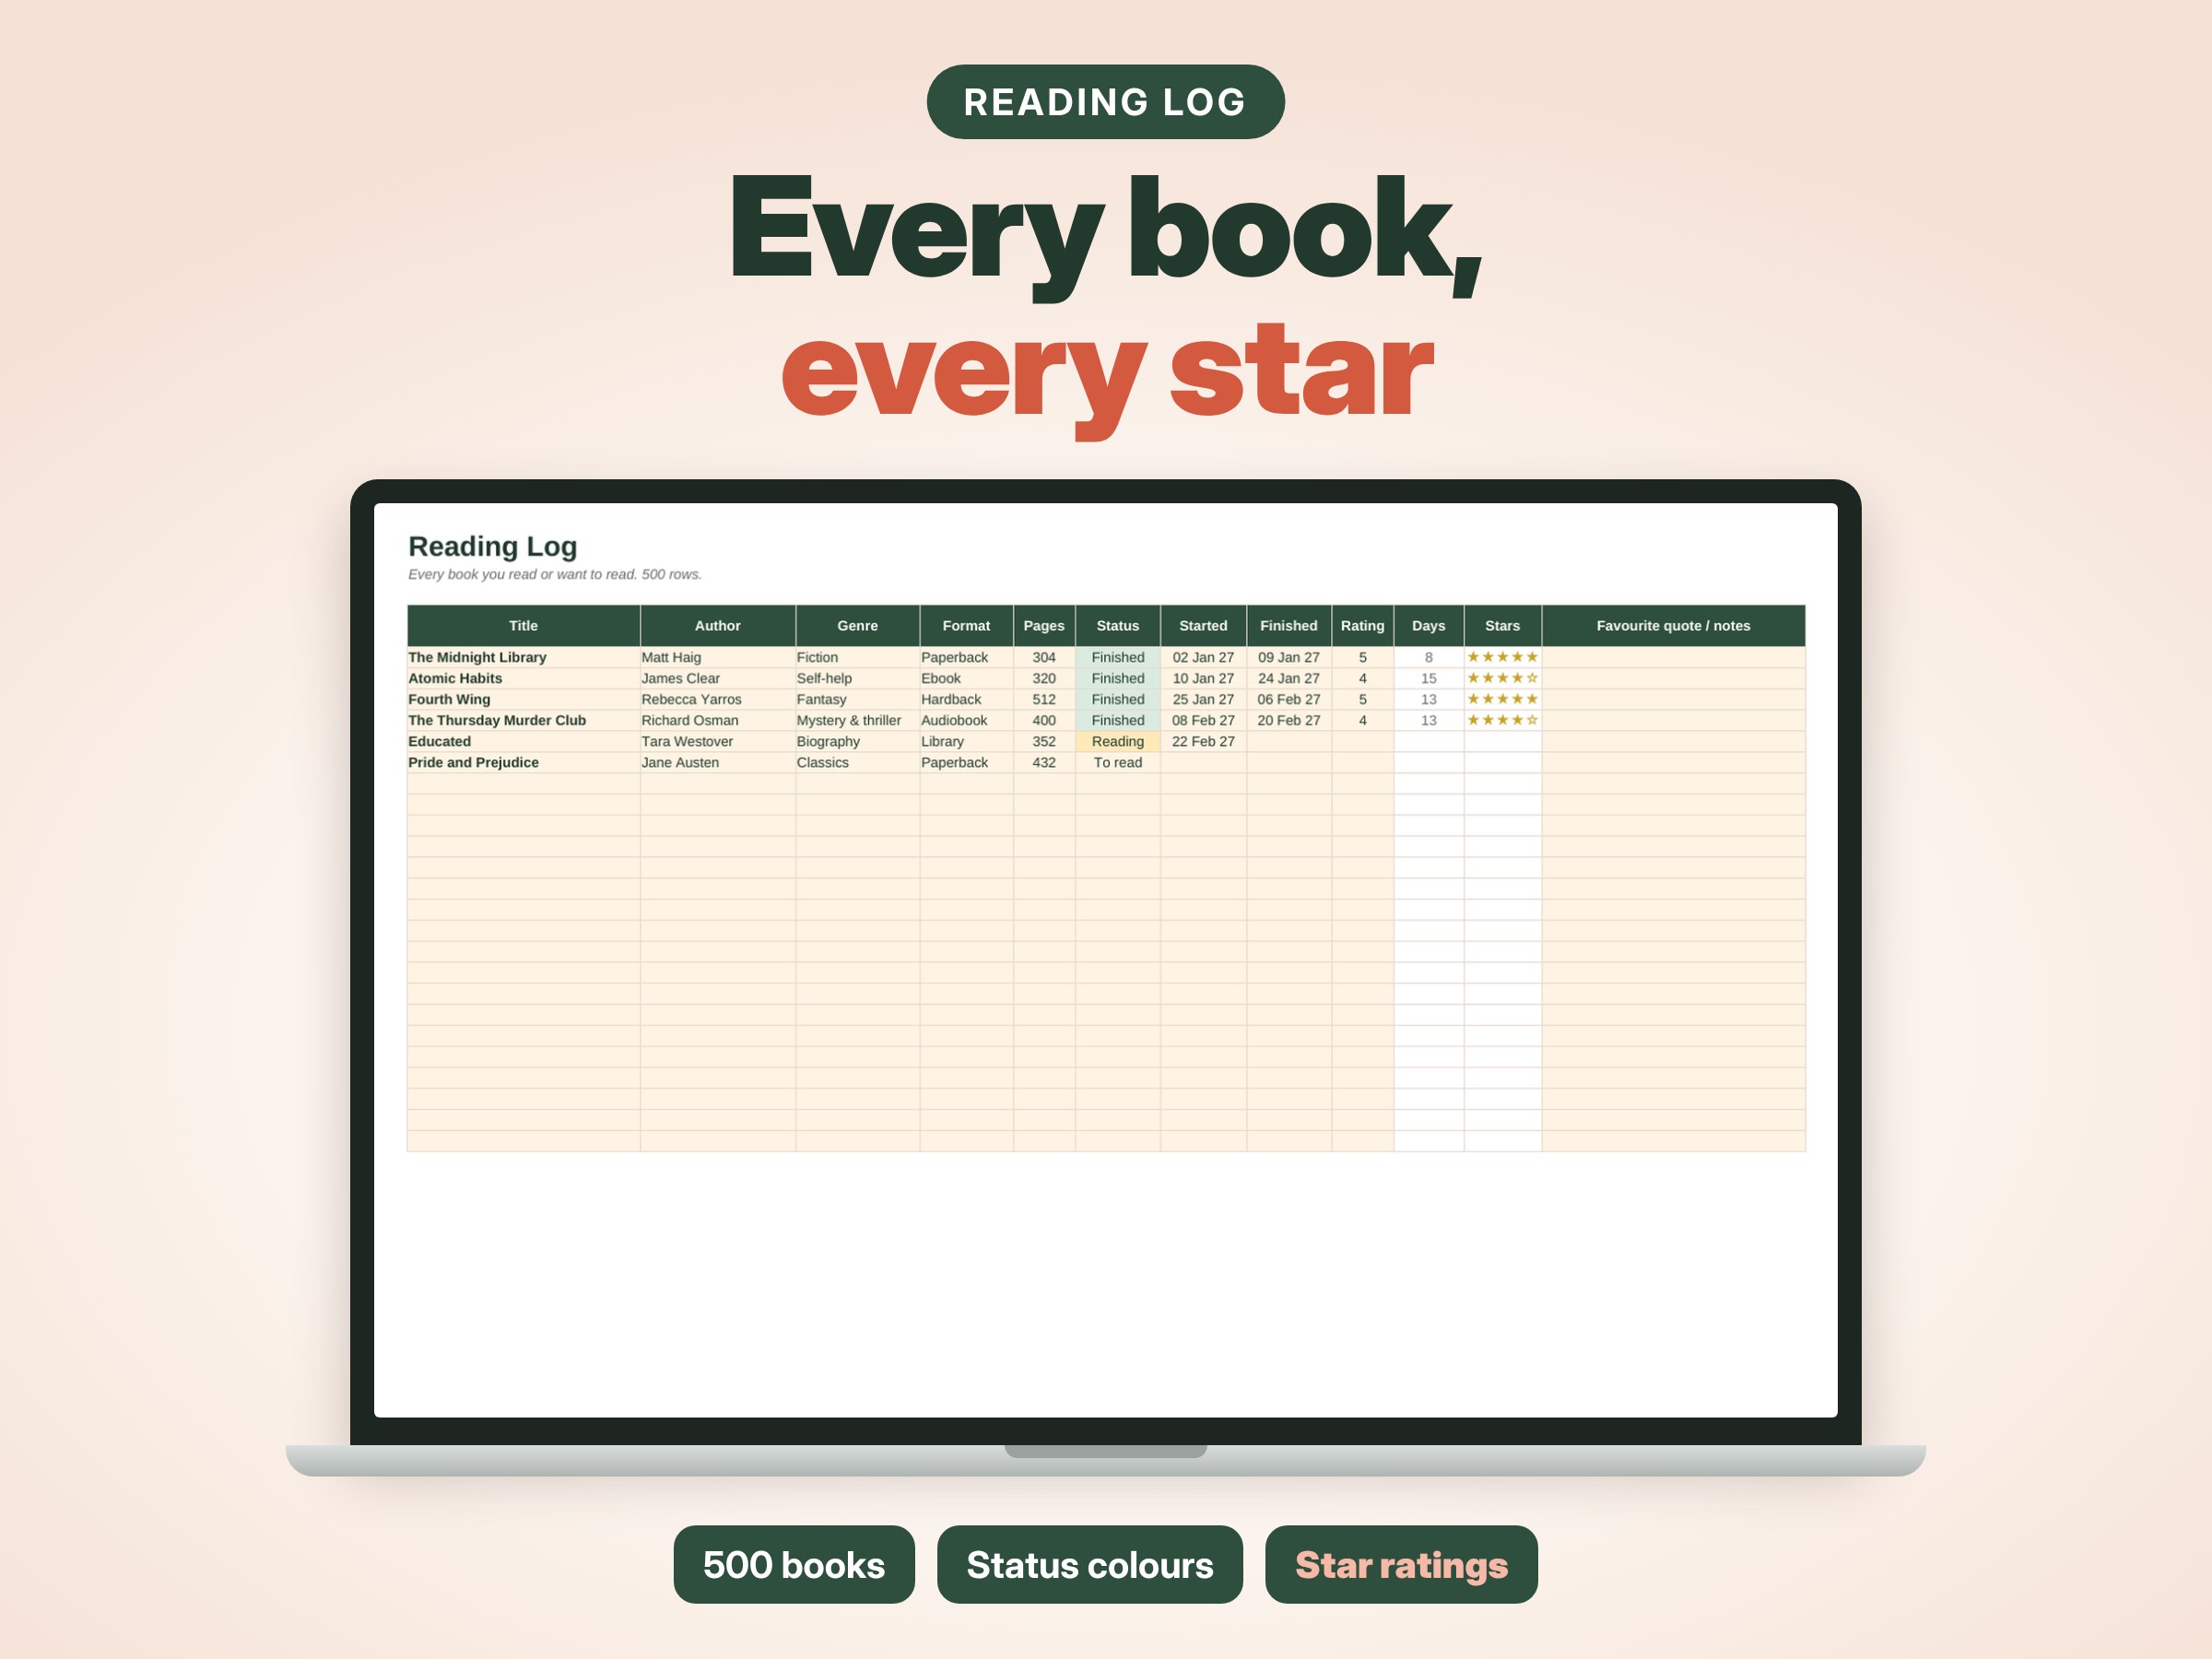 READING LOG
Every book,
every star
Reading Log
Every book you read or want to read. 500 rows.
Title Author Genre Format Pages Status Started Finished Rating Days Stars Favourite quote / notes
The Midnight Library Matt Haig Fiction Paperback 304 Finished 02 Jan 27 09 Jan 27 5 8 ★★★★★
Atomic Habits James Clear Self-help Ebook 320 Finished 10 Jan 27 24 Jan 27 4 15 ★★★★☆
Fourth Wing Rebecca Yarros Fantasy Hardback 512 Finished 25 Jan 27 06 Feb 27 5 13 ★★★★★
The Thursday Murder Club Richard Osman Mystery & thriller Audiobook 400 Finished 08 Feb 27 20 Feb 27 4 13 ★★★★☆
Educated Tara Westover Biography Library 352 Reading 22 Feb 27
Pride and Prejudice Jane Austen Classics Paperback 432 To read
500 books Status colours Star ratings